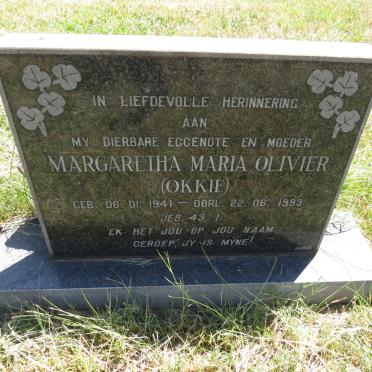 IN LIEFDEVOLLE HERINNERING
AAN
MY DIERBARE EGGENOTE EN MOEDER
MARGARETHA MARIA OLIVIER
(OKKIE)
GEB. 08. 01. 1941 — OORL. 22. 06. 1983
JES. 43 : 1.
EK HET JOU OP JOU NAAM
GEROEP, JY IS MYNE!